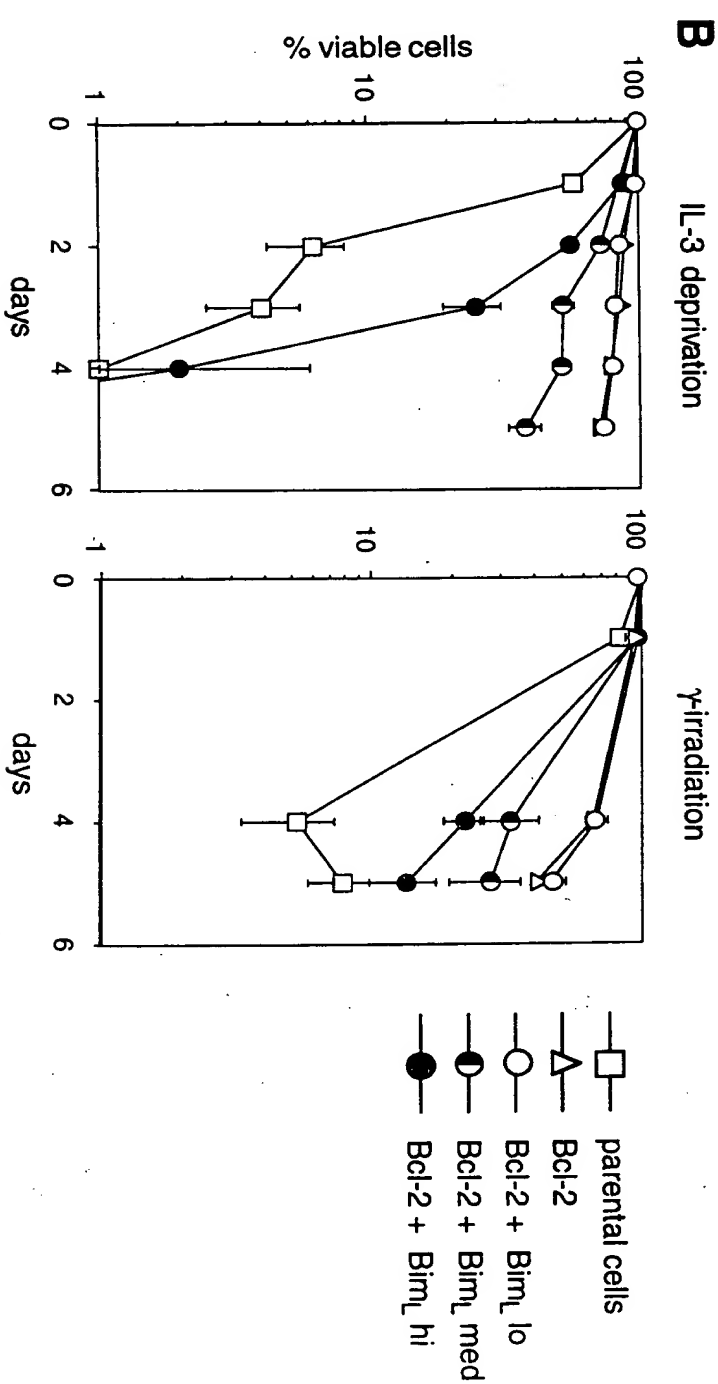 B
IL-3 deprivation
% viable cells
100
10
1
0 2 4 6
days
γ-irradiation
100
10
-1
0 2 4 6
days
parental cells
Bcl-2
Bcl-2 + BimL lo
Bcl-2 + BimL med
Bcl-2 + BimL hi